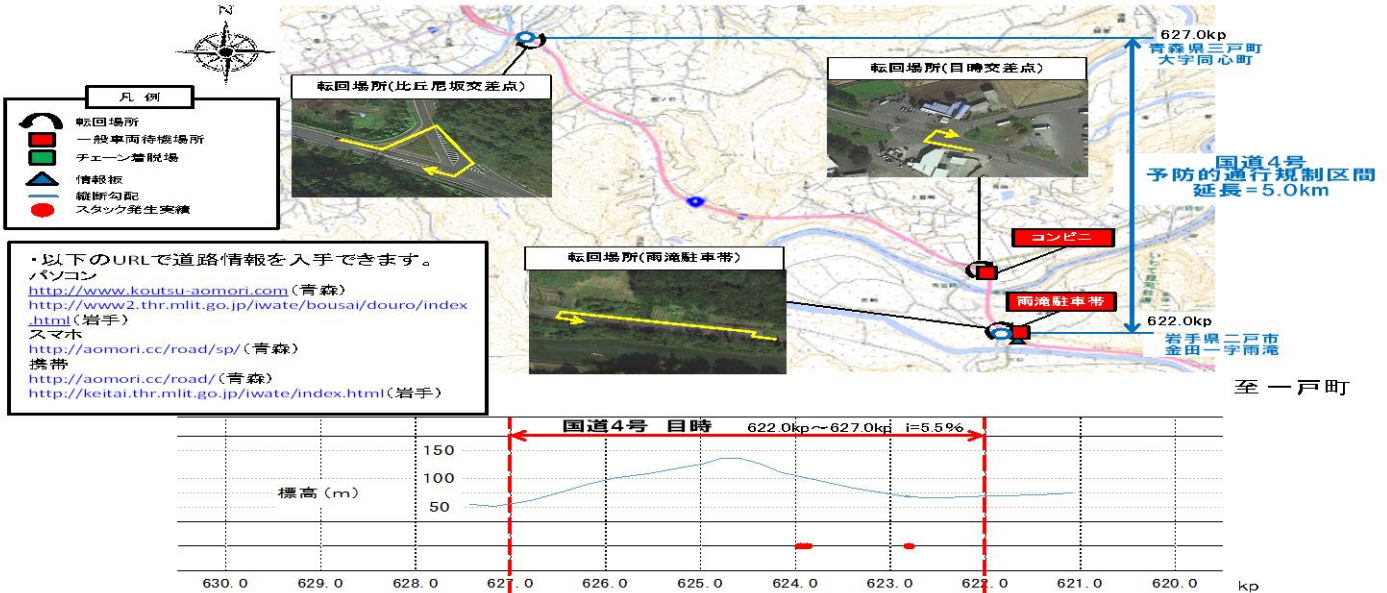 N
627.0kp
青森県三戸町
大字同心町
転回場所(比丘尼坂交差点)
転回場所(目時交差点)
凡例
転回場所
一般車両待機場所
チェーン着脱場
情報板
縦断勾配
スタック発生実績
国道4号
予防的通行規制区間
延長=5.0km
コンビニ
転回場所(雨滝駐車帯)
雨滝駐車帯
622.0kp
岩手県二戸市
金田一字雨滝
至 一戸町
・以下のURLで道路情報を入手できます。
パソコン
http://www.koutsu-aomori.com(青森)
http://www2.thr.mlit.go.jp/iwate/bousai/douro/index
.html(岩手)
スマホ
http://aomori.cc/road/sp/(青森)
携帯
http://aomori.cc/road/(青森)
http://keitai.thr.mlit.go.jp/iwate/index.html(岩手)
国道4号 目時 622.0kp~627.0kp i=5.5%
150
100
標高(m)
50
630.0 629.0 628.0 627.0 626.0 625.0 624.0 623.0 622.0 621.0 620.0 kp